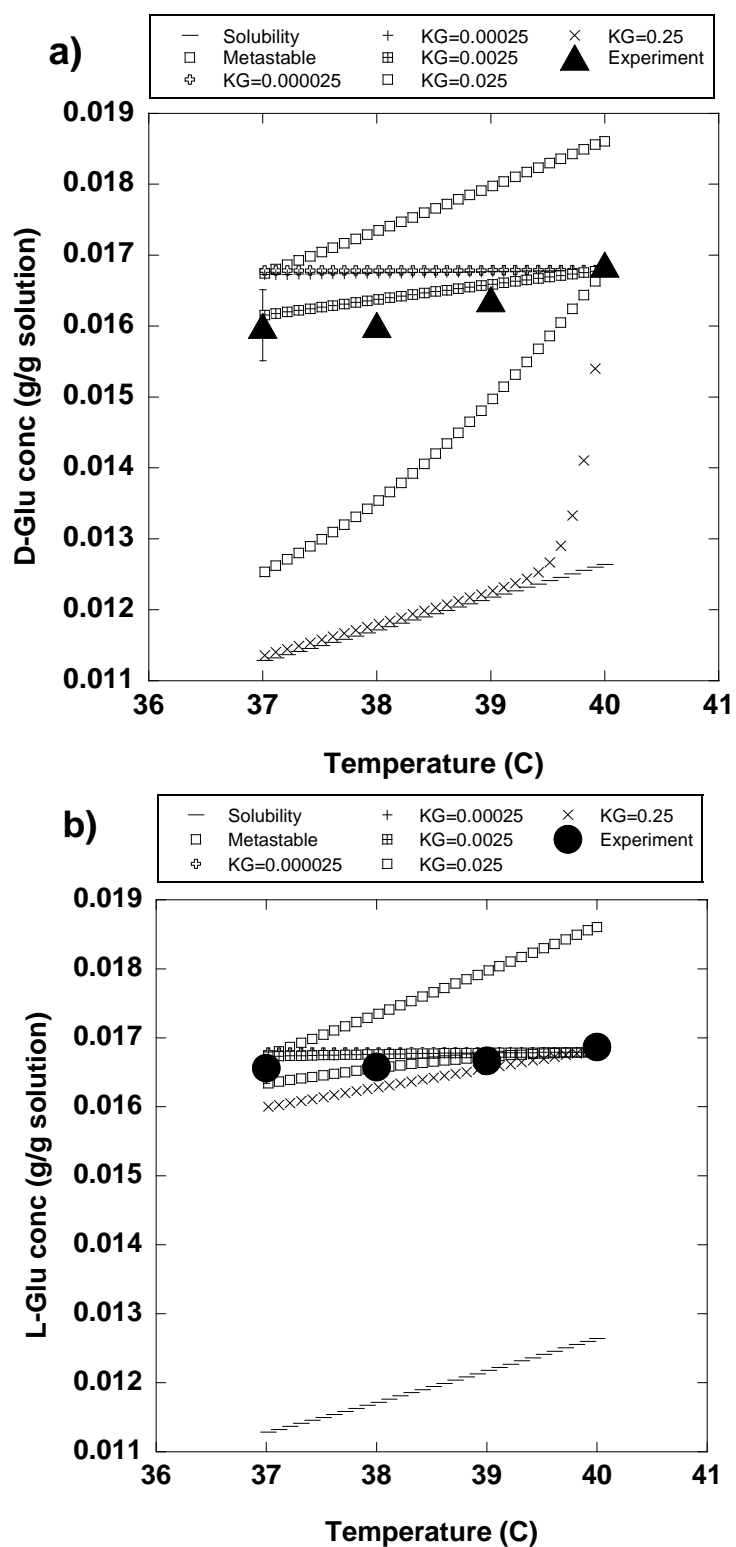 a)
Solubility KG=0.00025 KG=0.25
Metastable KG=0.0025 Experiment
KG=0.000025 KG=0.025
0.019
0.018
0.017
0.016
0.015
0.014
0.013
0.012
0.011
D-Glu conc (g/g solution)
36 37 38 39 40 41
Temperature (C)
b)
Solubility KG=0.00025 KG=0.25
Metastable KG=0.0025 Experiment
KG=0.000025 KG=0.025
0.019
0.018
0.017
0.016
0.015
0.014
0.013
0.012
0.011
L-Glu conc (g/g solution)
36 37 38 39 40 41
Temperature (C)